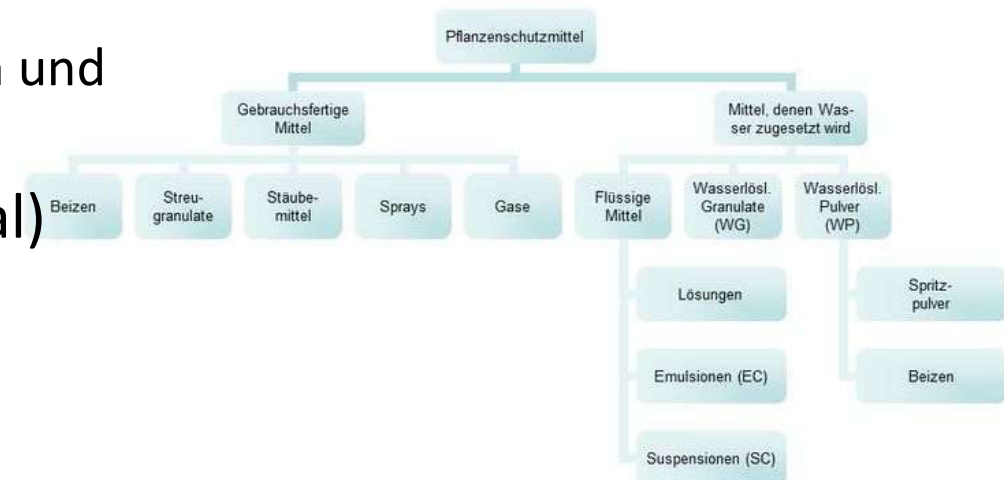 n und
al)
Pflanzenschutzmittel
Gebrauchsfertige
Mittel
Mittel, denen Was-
ser zugesetzt wird
Beizen
Streu-
granulate
Stäube-
mittel
Sprays
Gase
Flüssige
Mittel
Wasserlösl.
Granulate
(WG)
Wasserlösl.
Pulver
(WP)
Lösungen
Emulsionen (EC)
Suspensionen (SC)
Spritz-
pulver
Beizen